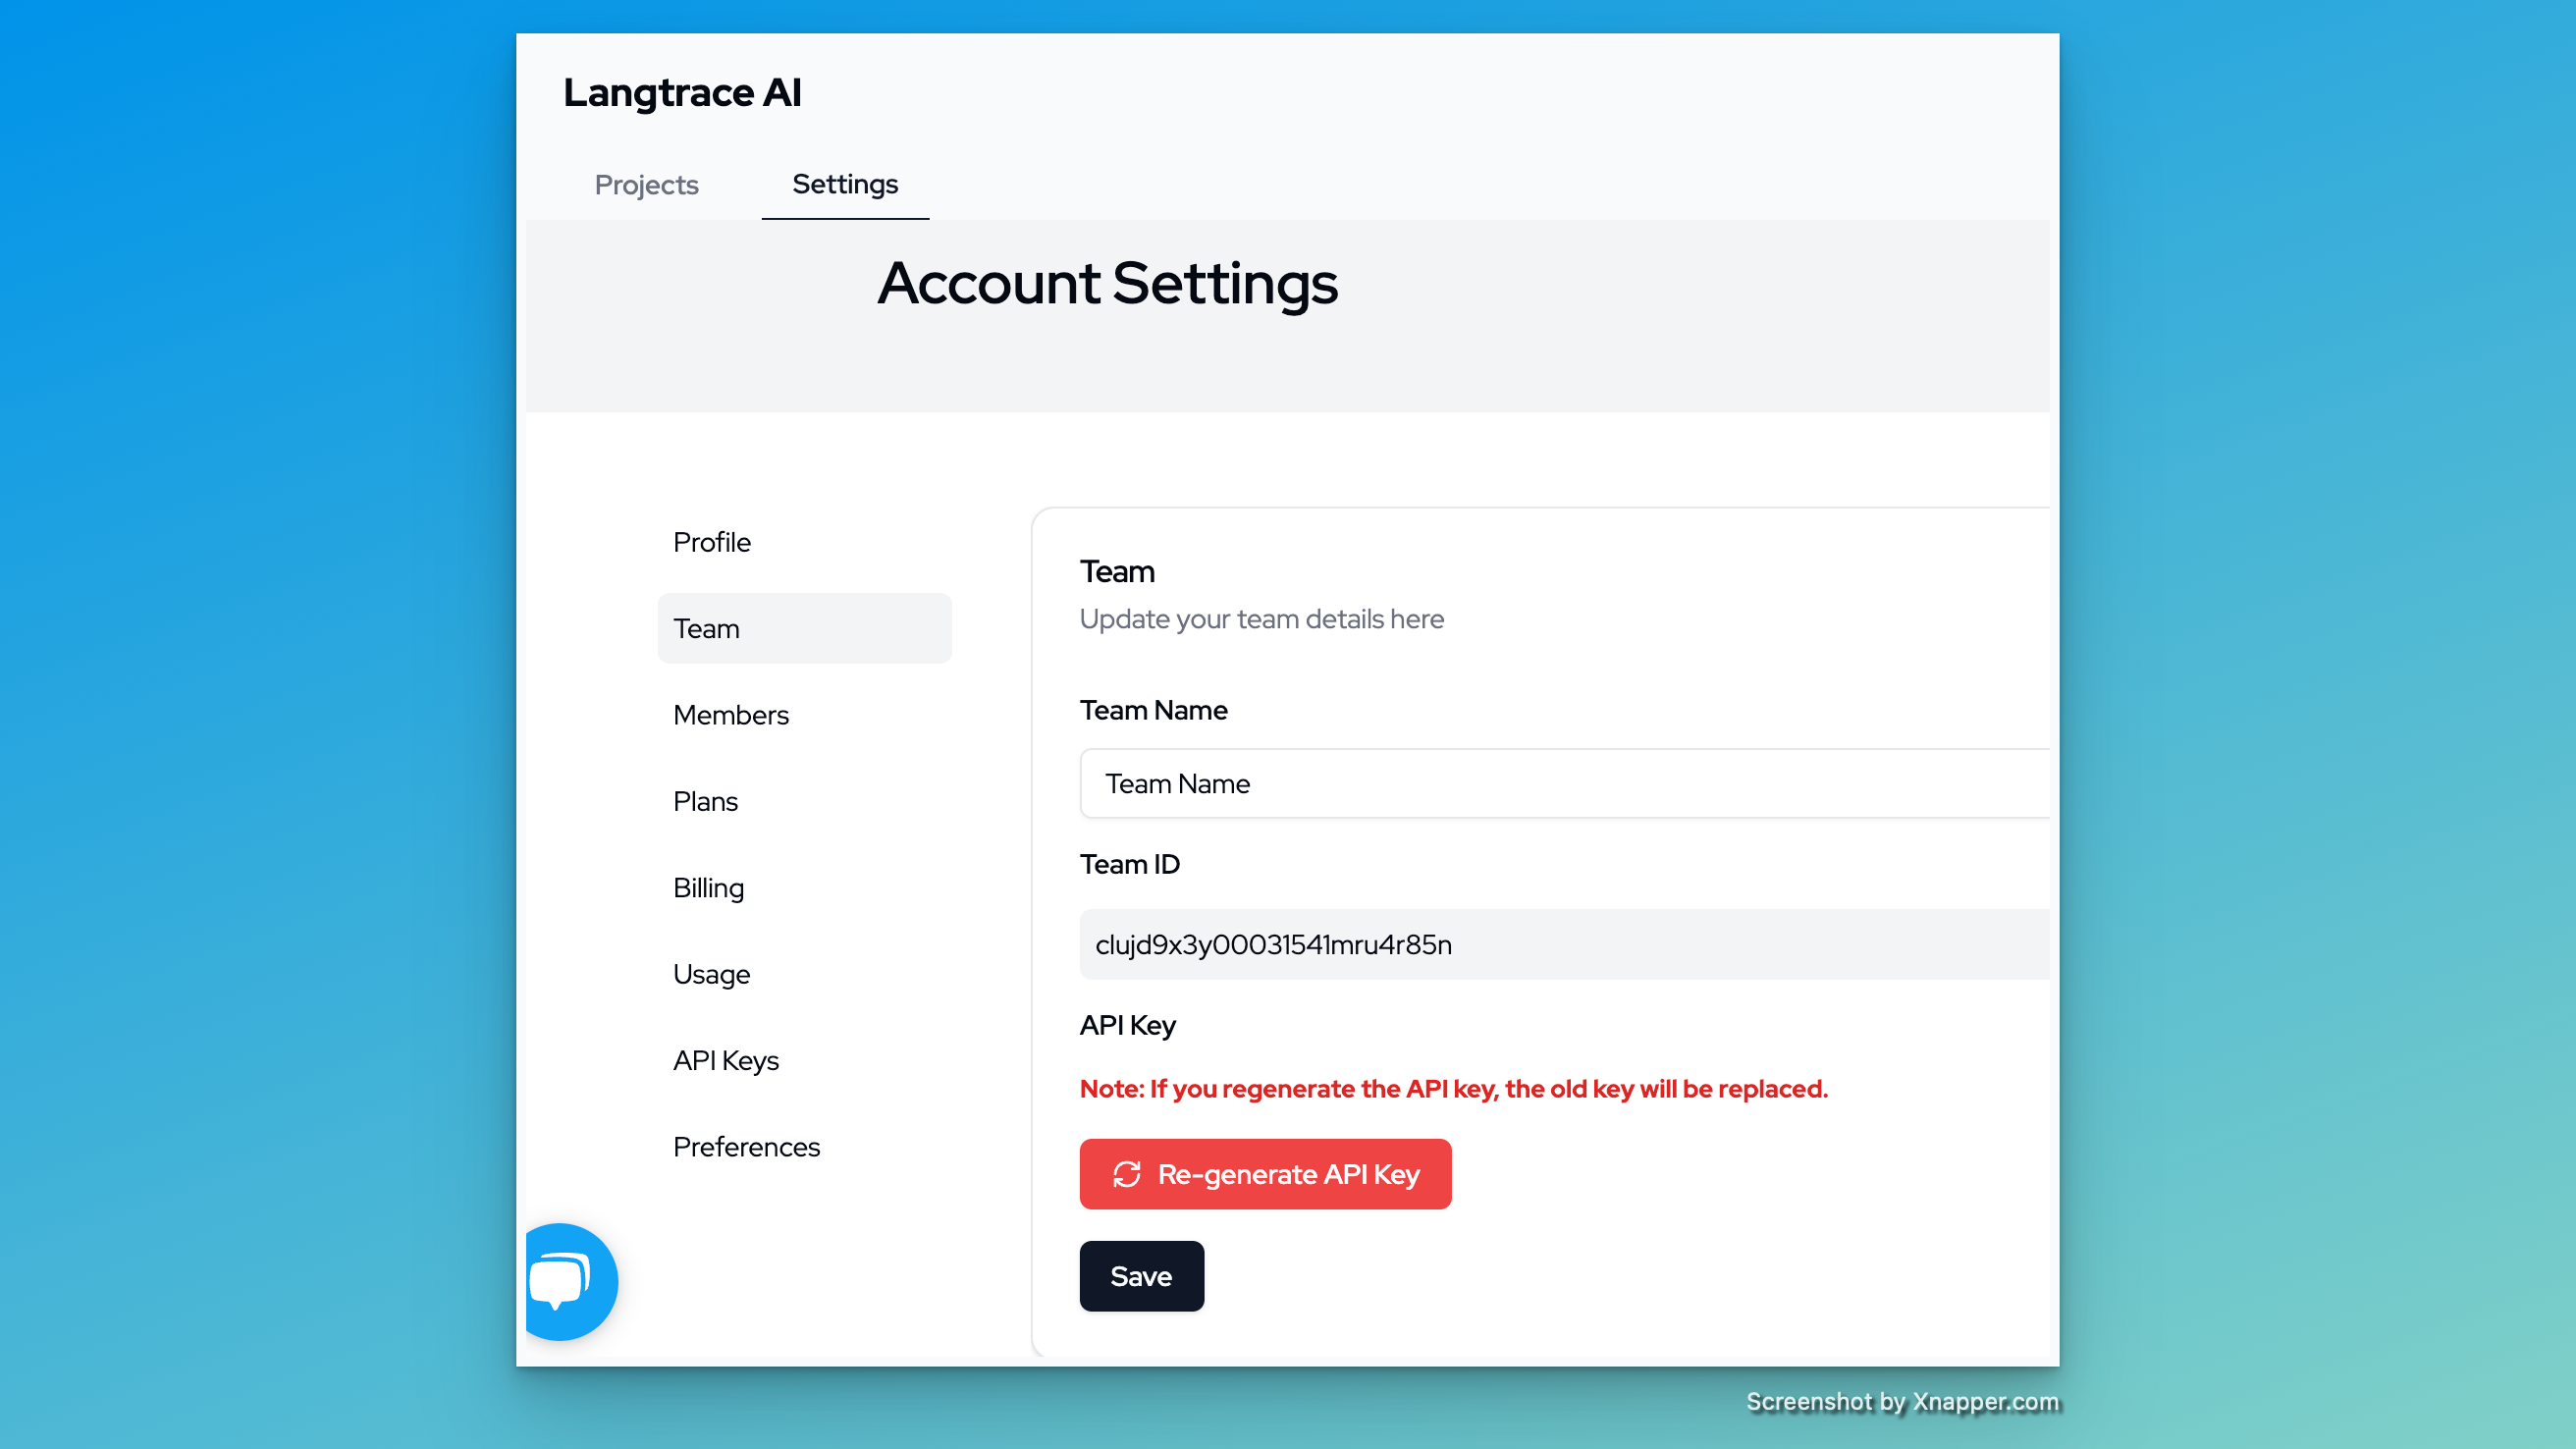 Langtrace AI
Projects
Settings
Account Settings
Profile
Team
Members
Plans
Billing
Usage
API Keys
Preferences
Team
Update your team details here
Team Name
Team Name
Team ID
clujd9x3y00031541mru4r85n
API Key
Note: If you regenerate the API key, the old key will be replaced.
Re-generate API Key
Save
Screenshot by Xnapper.com